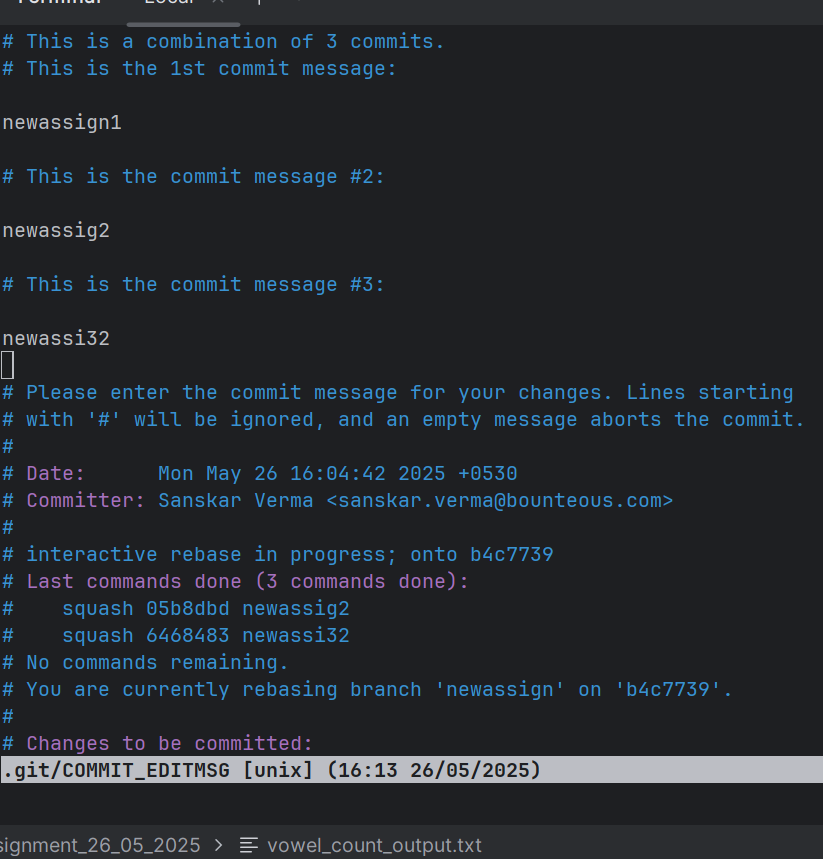 Terminal Local
# This is a combination of 3 commits.
# This is the 1st commit message:
newassign1
# This is the commit message #2:
newassig2
# This is the commit message #3:
newassi32
# Please enter the commit message for your changes. Lines starting
# with '#' will be ignored, and an empty message aborts the commit.
#
# Date:      Mon May 26 16:04:42 2025 +0530
# Committer: Sanskar Verma <sanskar.verma@bounteous.com>
#
# interactive rebase in progress; onto b4c7739
# Last commands done (3 commands done):
#    squash 05b8dbd newassig2
#    squash 6468483 newassi32
# No commands remaining.
# You are currently rebasing branch 'newassign' on 'b4c7739'.
#
# Changes to be committed:
.git/COMMIT_EDITMSG [unix] (16:13 26/05/2025)
signment_26_05_2025 > vowel_count_output.txt